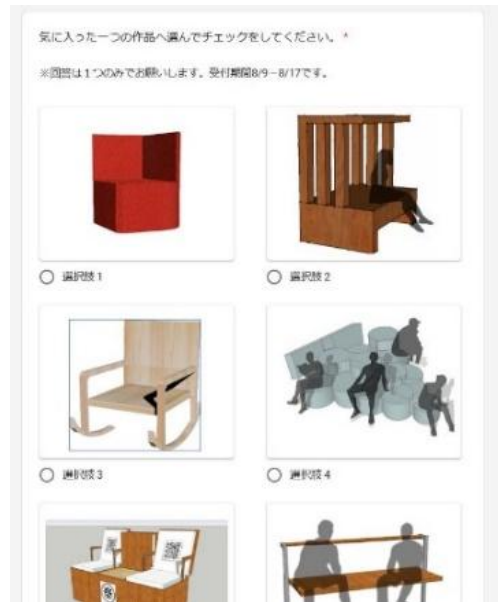 気に入った一つの作品へ選んでチェックをしてください。 *
※回答は1つのみでお願いします。受付期間8/9－8/17です。
選択肢 1
選択肢 2
選択肢 3
選択肢 4